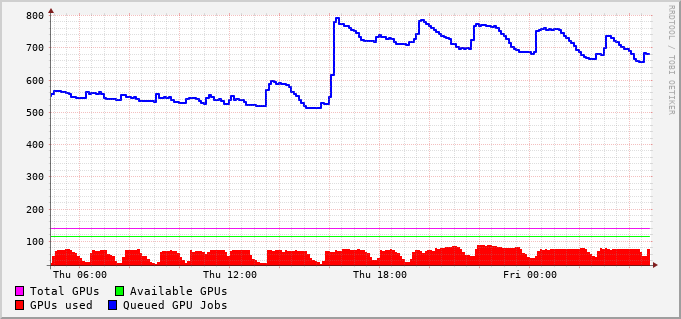 800
700
600
500
400
300
200
100
Thu 06:00 Thu 12:00 Thu 18:00 Fri 00:00
Total GPUs Available GPUs
GPUs used Queued GPU Jobs
RRDTOOL / TOBI OETIKER